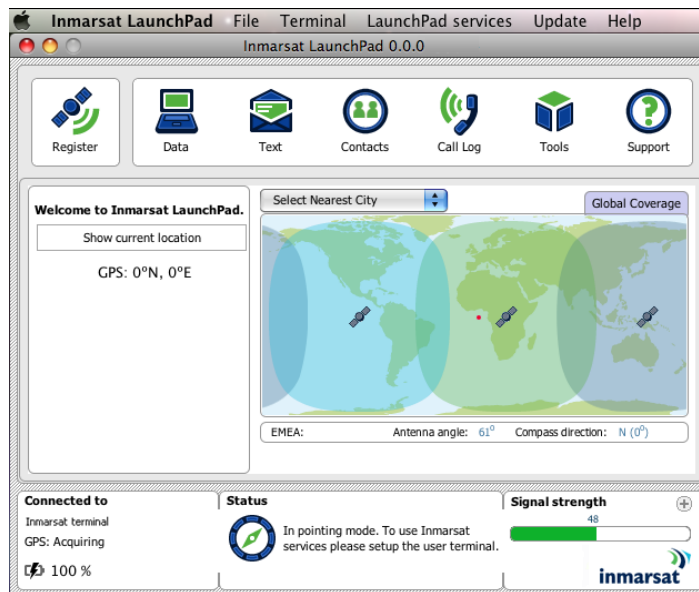 Inmarsat LaunchPad File Terminal LaunchPad services Update Help
Inmarsat LaunchPad 0.0.0
Register Data Text Contacts Call Log Tools Support
Welcome to Inmarsat LaunchPad.
Show current location
GPS: 0°N, 0°E
Select Nearest City
Global Coverage
EMEA: Antenna angle: 61⁰ Compass direction: N (0⁰)
Connected to
Inmarsat terminal
GPS: Acquiring
100 %
Status
In pointing mode. To use Inmarsat
services please setup the user terminal.
Signal strength
48
inmarsat